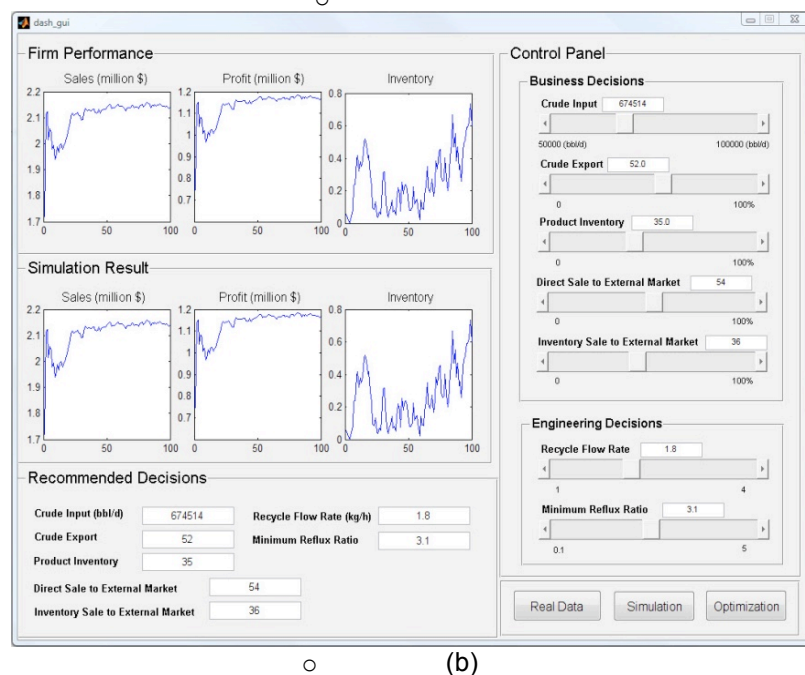 dash_gui
Firm Performance
Sales (million $) Profit (million $) Inventory
2.2 2.1 2 1.9 1.8 1.7 0 50 100
1.2 1.1 1 0.9 0.8 0.7 0 50 100
0.8 0.6 0.4 0.2 0 0 50 100
Simulation Result
Sales (million $) Profit (million $) Inventory
2.2 2.1 2 1.9 1.8 1.7 0 50 100
1.2 1.1 1 0.9 0.8 0.7 0 50 100
0.8 0.6 0.4 0.2 0 0 50 100
Recommended Decisions
Crude Input (bbl/d) 674514 Recycle Flow Rate (kg/h) 1.8
Crude Export 52 Minimum Reflux Ratio 3.1
Product Inventory 35
Direct Sale to External Market 54
Inventory Sale to External Market 36
Control Panel
Business Decisions
Crude Input 674514
50000 (bbl/d) 100000 (bbl/d)
Crude Export 52.0
0 100%
Product Inventory 35.0
0 100%
Direct Sale to External Market 54
0 100%
Inventory Sale to External Market 36
0 100%
Engineering Decisions
Recycle Flow Rate 1.8
1 4
Minimum Reflux Ratio 3.1
0.1 5
Real Data Simulation Optimization
(b)